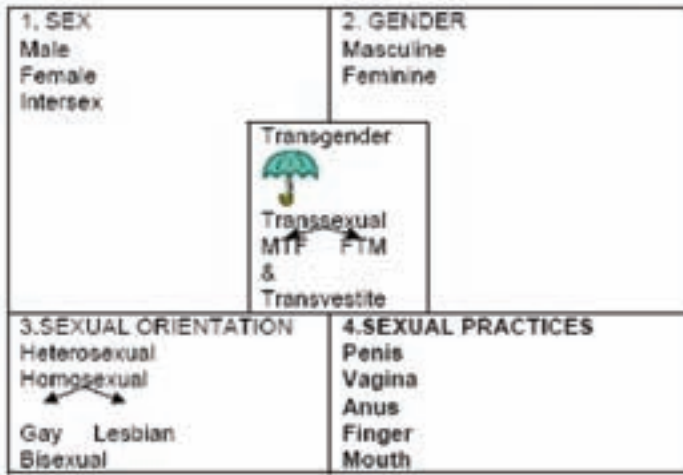 1. SEX
Male
Female
Intersex
2. GENDER
Masculine
Feminine
Transgender
Transsexual
MTF FTM
&
Transvestite
3.SEXUAL ORIENTATION
Heterosexual
Homosexual
Gay Lesbian
Bisexual
4.SEXUAL PRACTICES
Penis
Vagina
Anus
Finger
Mouth